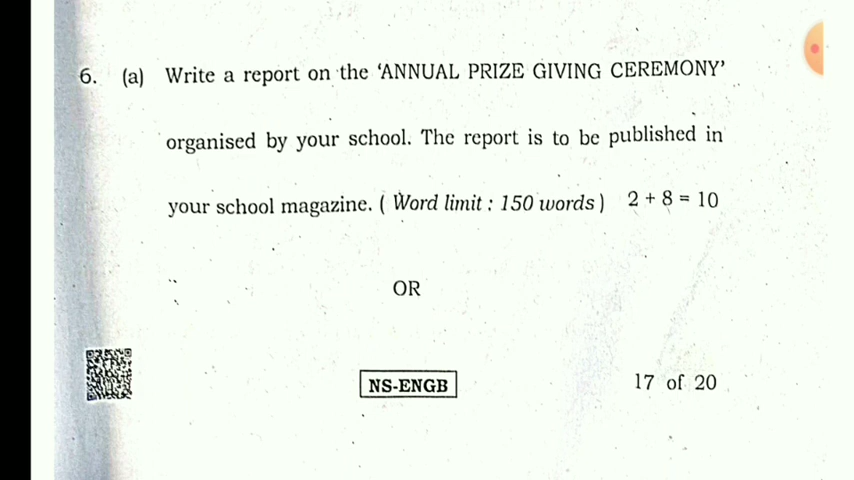 6. (a) Write a report on the 'ANNUAL PRIZE GIVING CEREMONY'
organised by your school. The report is to be published in
your school magazine. ( Word limit : 150 words ) 2 + 8 = 10
OR
NS-ENGB 17 of 20